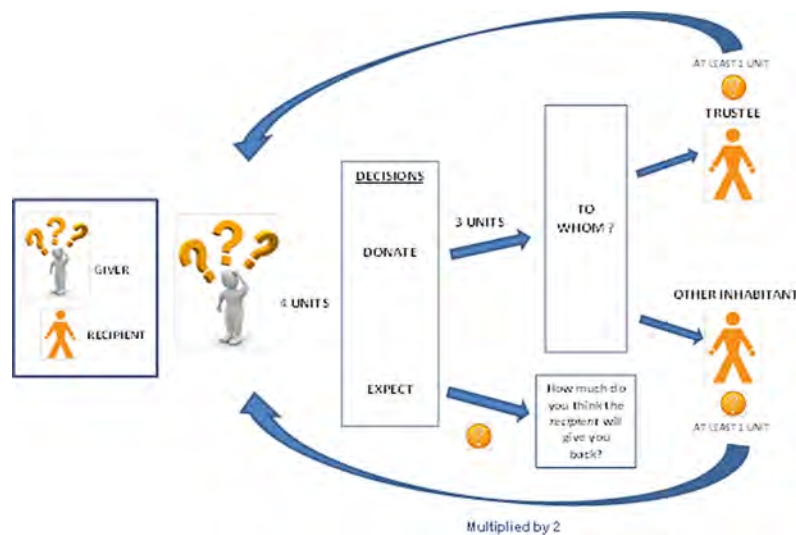 AT LEAST 1 UNIT
?
TRUSTEE
DECISIONS
3 UNITS
TO
WHOM ?
DONATE
? ? ?
GIVER
? ? ?
4 UNITS
RECIPIENT
OTHER INHABITANT
EXPECT
How much do
you think the
recipient will
give you
back?
?
?
AT LEAST 1 UNIT
Multiplied by 2